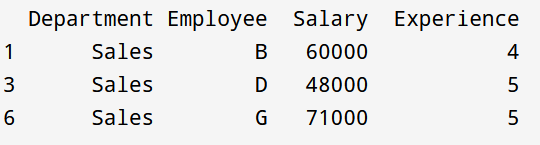 Department Employee Salary Experience
1 Sales B 60000 4
3 Sales D 48000 5
6 Sales G 71000 5